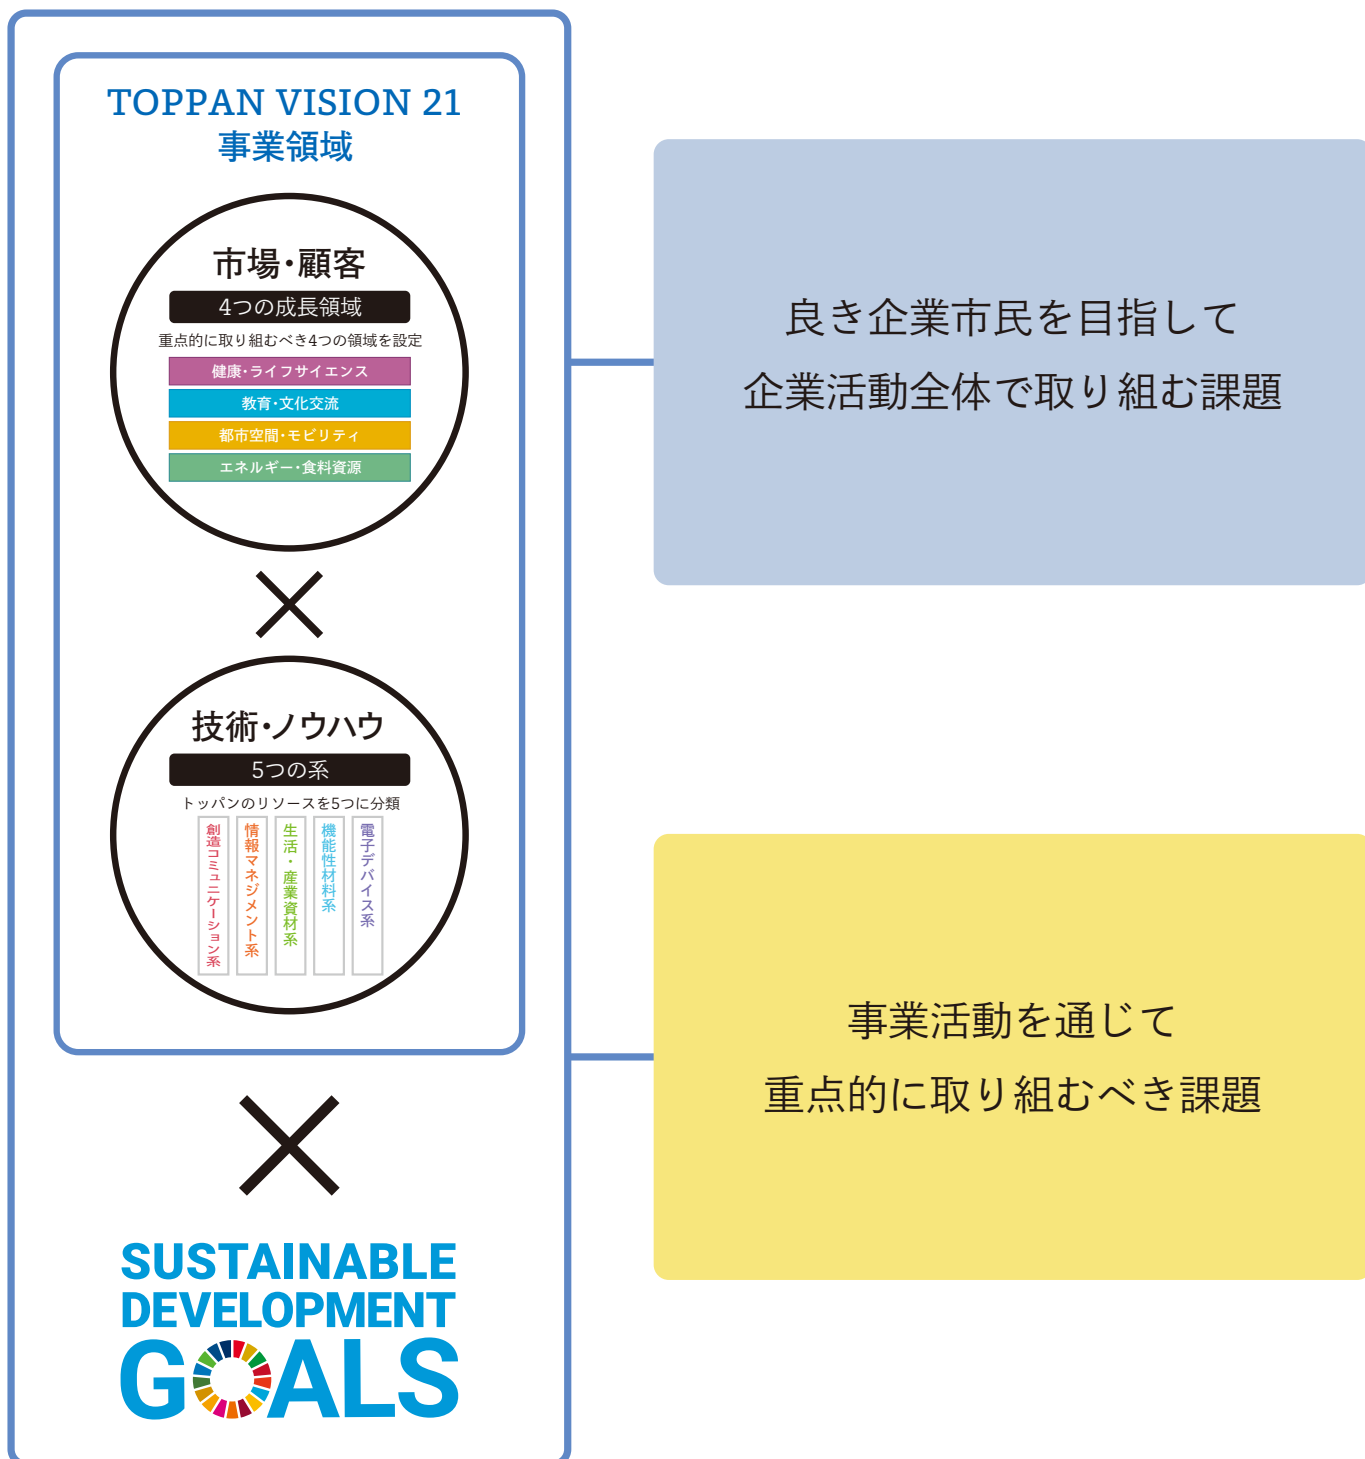 TOPPAN VISION 21
事業領域
市場・顧客
4つの成長領域
重点的に取り組むべき4つの領域を設定
健康・ライフサイエンス
教育・文化交流
都市空間・モビリティ
エネルギー・食料資源
技術・ノウハウ
5つの系
トッパンのリソースを5つに分類
創造コミュニケーション系
情報マネジメント系
生活・産業資材系
機能性材料系
電子デバイス系
SUSTAINABLE
DEVELOPMENT
GOALS
良き企業市民を目指して
企業活動全体で取り組む課題
事業活動を通じて
重点的に取り組むべき課題